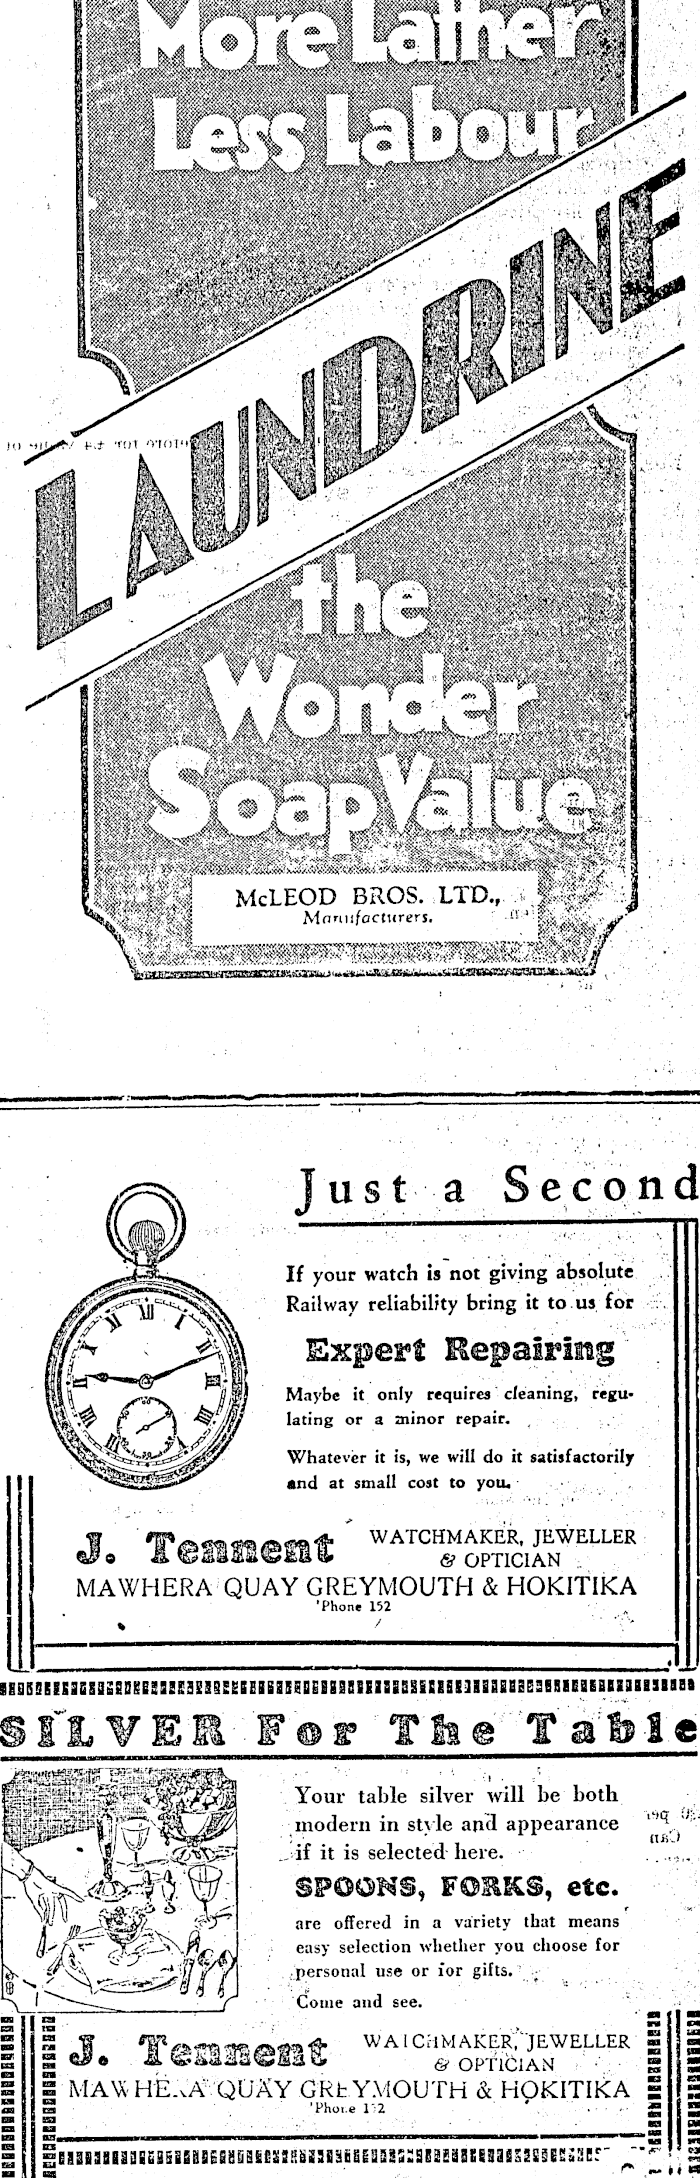 More Lather
Less Labour
LAUNDRINE
the
Wonder
Soap Value
McLEOD BROS. LTD.,
Manufacturers.
Just a Second
If your watch is not giving absolute
Railway reliability bring it to us for
Expert Repairing
Maybe it only requires cleaning, regu-
lating or a minor repair.
Whatever it is, we will do it satisfactorily
and at small cost to you.
J. Tennent
WATCHMAKER, JEWELLER
& OPTICIAN
MAWHERA QUAY GREYMOUTH & HOKITIKA
'Phone 152
SILVER For The Table
Your table silver will be both
modern in style and appearance
if it is selected here.
SPOONS, FORKS, etc.
are offered in a variety that means
easy selection whether you choose for
personal use or for gifts.
Come and see.
J. Tennent
WATCHMAKER, JEWELLER
& OPTICIAN
MAWHERA QUAY GREYMOUTH & HOKITIKA
'Phone 152